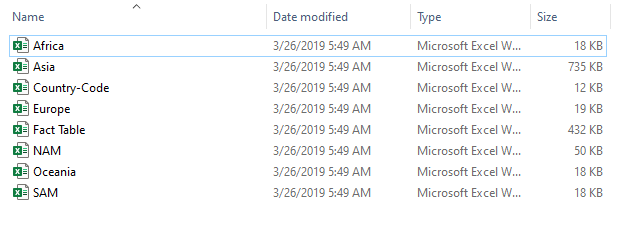 Name Date modified Type Size
Africa 3/26/2019 5:49 AM Microsoft Excel W... 18 KB
Asia 3/26/2019 5:49 AM Microsoft Excel W... 735 KB
Country-Code 3/26/2019 5:49 AM Microsoft Excel W... 12 KB
Europe 3/26/2019 5:49 AM Microsoft Excel W... 19 KB
Fact Table 3/26/2019 5:49 AM Microsoft Excel W... 432 KB
NAM 3/26/2019 5:49 AM Microsoft Excel W... 50 KB
Oceania 3/26/2019 5:49 AM Microsoft Excel W... 18 KB
SAM 3/26/2019 5:49 AM Microsoft Excel W... 18 KB